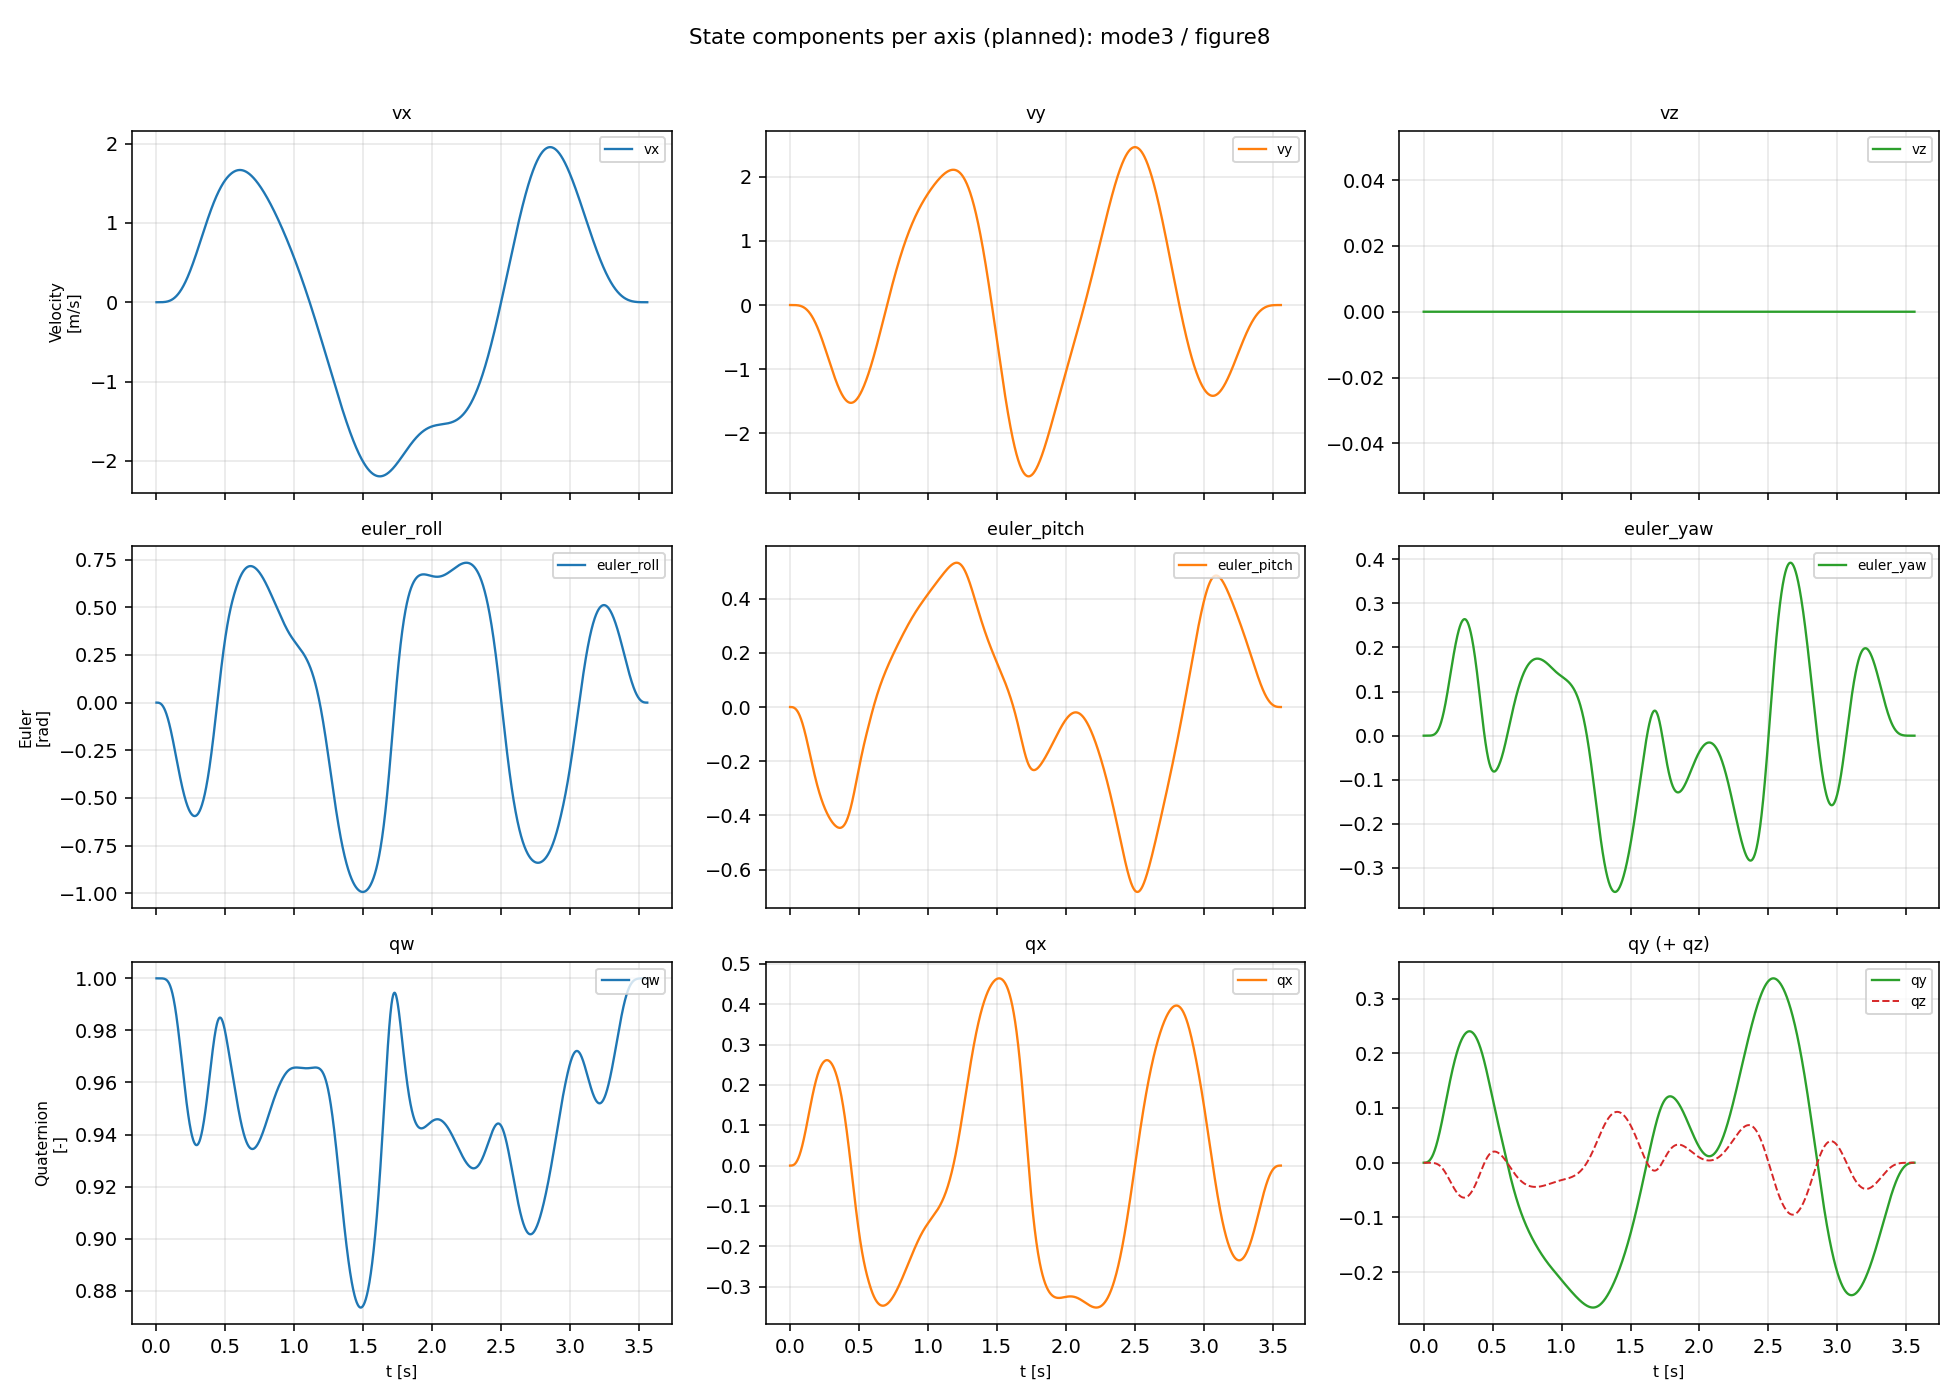 State components per axis (planned): mode3 / figure8
vx
vy
vz
vx
vy
vz
2
1
0
−1
−2
2
1
0
−1
−2
0.04
0.02
0.00
−0.02
−0.04
Velocity
[m/s]
euler_roll
euler_pitch
euler_yaw
euler_roll
euler_pitch
euler_yaw
0.75
0.50
0.25
0.00
−0.25
−0.50
−0.75
−1.00
0.4
0.2
0.0
−0.2
−0.4
−0.6
0.4
0.3
0.2
0.1
0.0
−0.1
−0.2
−0.3
Euler
[rad]
qw
qx
qy (+ qz)
qw
qx
qy
qz
1.00
0.98
0.96
0.94
0.92
0.90
0.88
0.5
0.4
0.3
0.2
0.1
0.0
−0.1
−0.2
−0.3
0.3
0.2
0.1
0.0
−0.1
−0.2
Quaternion
[-]
0.0 0.5 1.0 1.5 2.0 2.5 3.0 3.5
0.0 0.5 1.0 1.5 2.0 2.5 3.0 3.5
0.0 0.5 1.0 1.5 2.0 2.5 3.0 3.5
t [s]
t [s]
t [s]